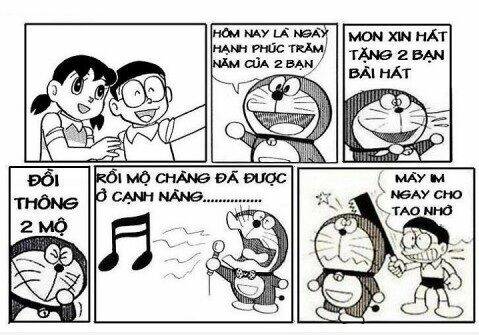 HÔM NAY LÀ NGÀY
HẠNH PHÚC TRĂM
NĂM CỦA 2 BẠN
MON XIN HÁT
TẶNG 2 BẠN
BÀI HÁT
ĐỒI
THÔNG
2 MỘ
RỒI MỘ CHÀNG ĐÃ ĐƯỢC
Ở CẠNH NÀNG..............
MÀY IM
NGAY CHO
TAO NHỜ